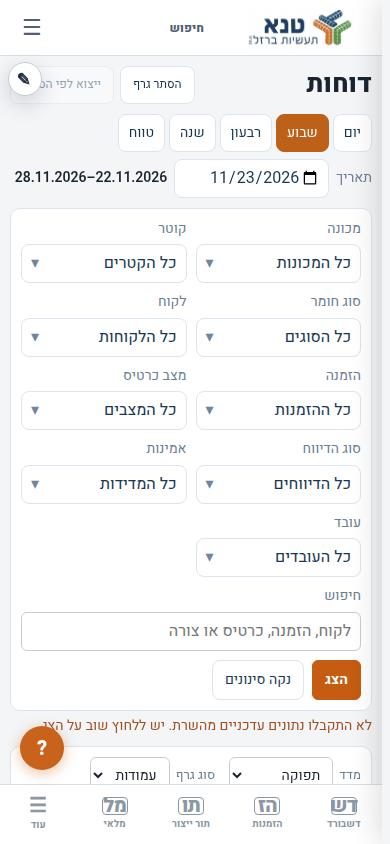 טנא
תעשיות ברזל
חיפוש
דוחות
הסתר גרף
ייצוא לפי הס
יום
שבוע
רבעון
שנה
טווח
תאריך
11/23/2026
22.11.2026–28.11.2026
מכונה
קוטר
כל המכונות
כל הקטרים
סוג חומר
לקוח
כל הסוגים
כל הלקוחות
הזמנה
מצב כרטיס
כל ההזמנות
כל המצבים
סוג הדיווח
אמינות
כל הדיווחים
כל המדידות
עובד
כל העובדים
חיפוש
לקוח, הזמנה, כרטיס או צורה
הצג
נקה סינונים
לא התקבלו נתונים עדכניים מהשרת. יש ללחוץ שוב על הצג.
?
מדד
תפוקה
סוג גרף
עמודות
דש
הז
תו
מל
דשבורד
הזמנות
תור ייצור
מלאי
עוד